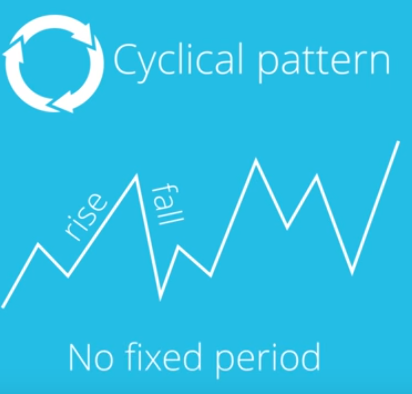 Cyclical pattern
rise
fall
No fixed period